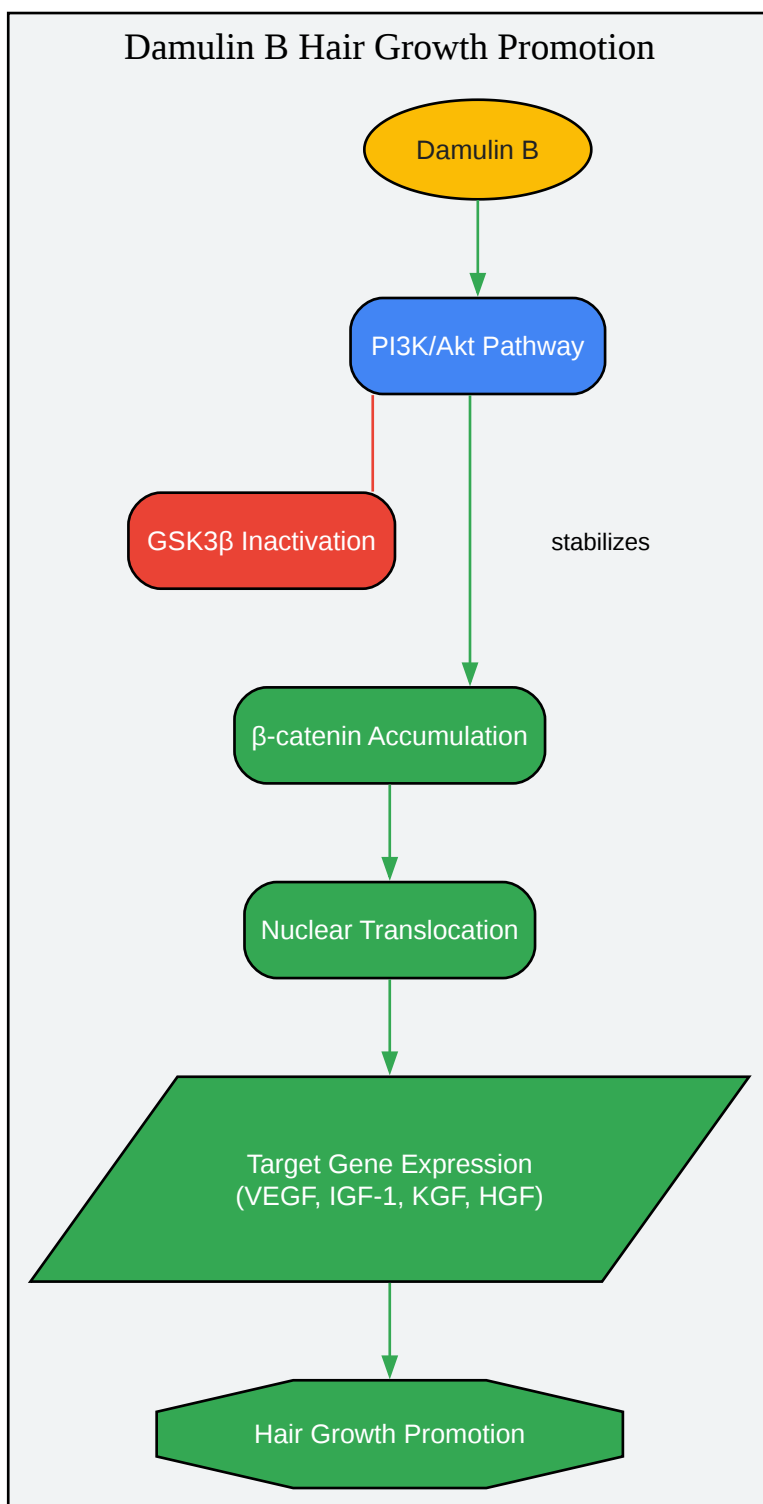 Damulin B Hair Growth Promotion
Damulin B
PI3K/Akt Pathway
GSK3β Inactivation
stabilizes
β-catenin Accumulation
Nuclear Translocation
Target Gene Expression
(VEGF, IGF-1, KGF, HGF)
Hair Growth Promotion